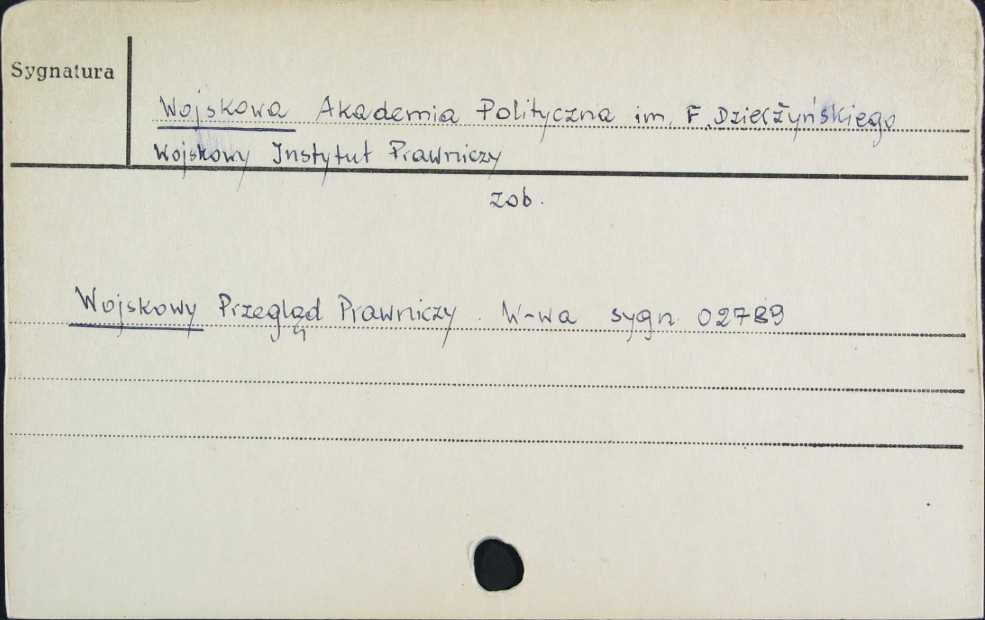 Sygnatura
Wojskowa Akademia Polityczna im. F. Dzierżyńskiego
Wojskowy Instytut Prawniczy
zob.
Wojskowy Przegląd Prawniczy. W-wa sygn. 02789